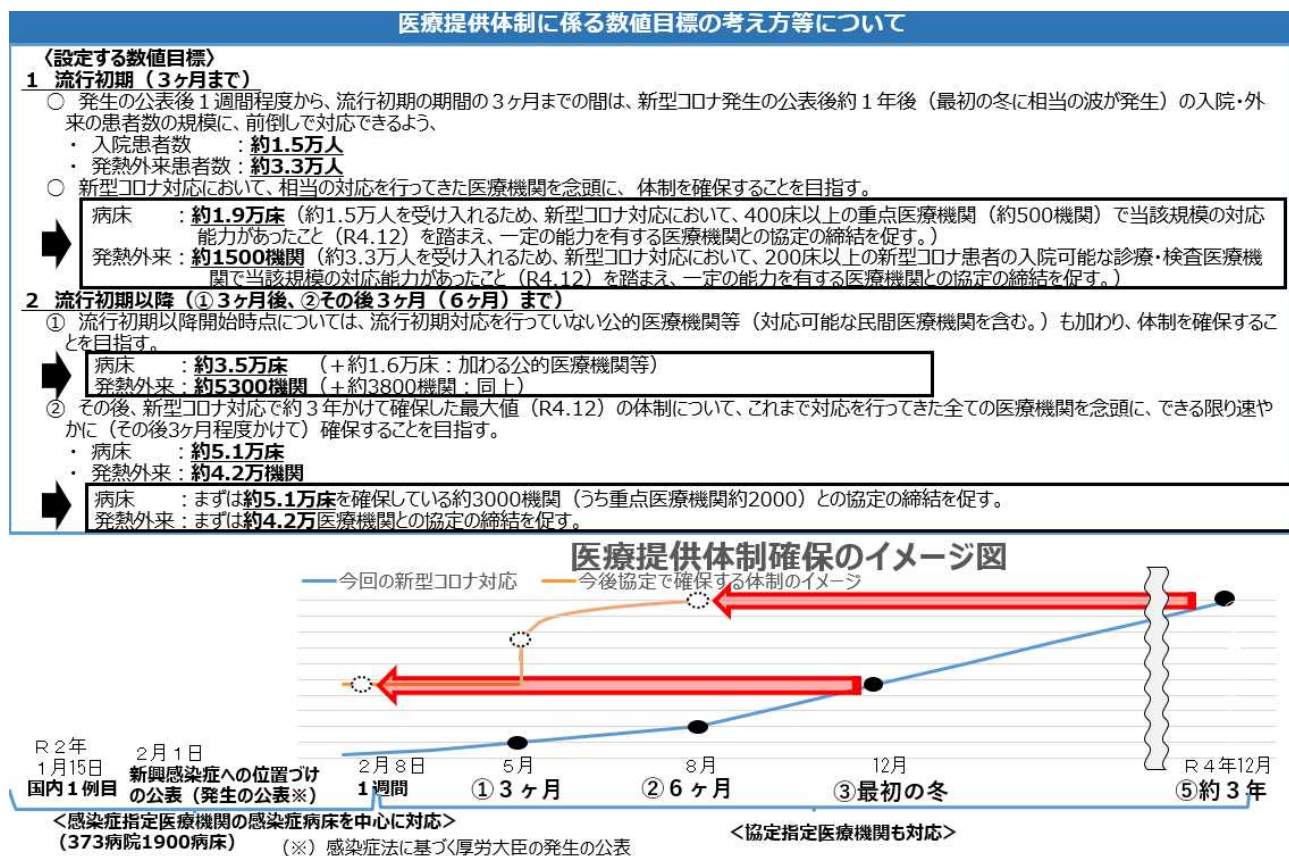 医療提供体制に係る数値目標の考え方等について
〈設定する数値目標〉
１ 流行初期（３ヶ月まで）
○ 発生の公表後１週間程度から、流行初期の期間の３ヶ月までの間は、新型コロナ発生の公表後約１年後（最初の冬に相当の波が発生）の入院・外
来の患者数の規模に、前倒しで対応できるよう、
・ 入院患者数 ：約1.5万人
・ 発熱外来患者数：約3.3万人
○ 新型コロナ対応において、相当の対応を行ってきた医療機関を念頭に、体制を確保することを目指す。
病床 ：約1.9万床（約1.5万人を受け入れるため、新型コロナ対応において、400床以上の重点医療機関（約500機関）で当該規模の対応
能力があったこと（R4.12）を踏まえ、一定の能力を有する医療機関との協定の締結を促す。）
発熱外来：約1500機関（約3.3万人を受け入れるため、新型コロナ対応において、200床以上の新型コロナ患者の入院可能な診療・検査医療機
関で当該規模の対応能力があったこと（R4.12）を踏まえ、一定の能力を有する医療機関との協定の締結を促す。）
２ 流行初期以降（①３ヶ月後、②その後３ヶ月（６ヶ月）まで）
① 流行初期以降開始時点については、流行初期対応を行っていない公的医療機関等（対応可能な民間医療機関を含む。）も加わり、体制を確保するこ
とを目指す。
病床 ：約3.5万床 （＋約1.6万床：加わる公的医療機関等）
発熱外来：約5300機関（＋約3800機関：同上）
② その後、新型コロナ対応で約３年かけて確保した最大値（R4.12）の体制について、これまで対応を行ってきた全ての医療機関を念頭に、できる限り速や
かに（その後3ヶ月程度かけて）確保することを目指す。
・ 病床 ：約5.1万床
・ 発熱外来：約4.2万機関
病床 ：まずは約5.1万床を確保している約3000機関（うち重点医療機関約2000）との協定の締結を促す。
発熱外来：まずは約4.2万医療機関との協定の締結を促す。
医療提供体制確保のイメージ図
今回の新型コロナ対応 今後協定で確保する体制のイメージ
Ｒ２年
１月15日
国内１例目
２月１日
新興感染症への位置づけ
の公表（発生の公表※）
２月８日
１週間
５月
①３ヶ月
８月
②６ヶ月
12月
③最初の冬
Ｒ４年12月
⑤約３年
＜感染症指定医療機関の感染症病床を中心に対応＞
（373病院1900病床）
（※）感染症法に基づく厚労大臣の発生の公表
＜協定指定医療機関も対応＞